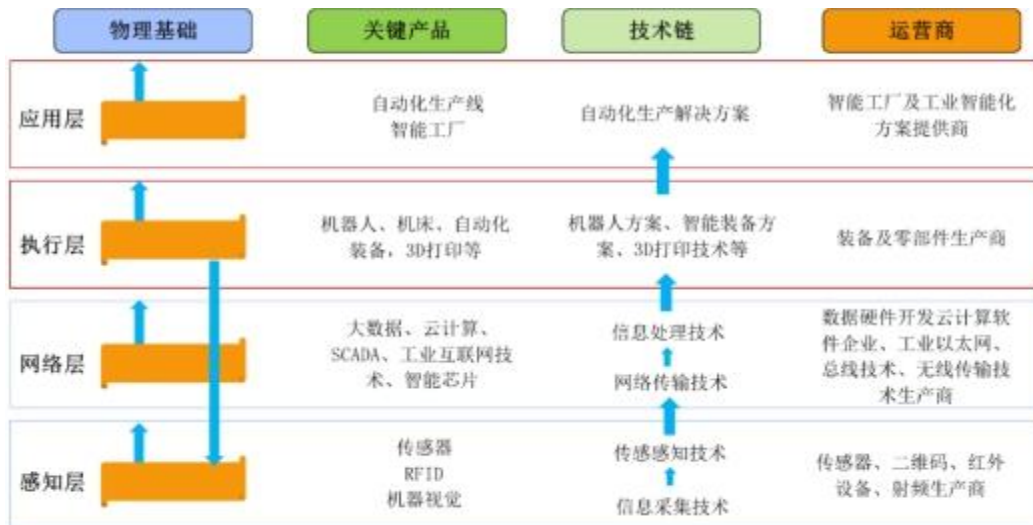 物理基础
关键产品
技术链
运营商
应用层
自动化生产线
智能工厂
自动化生产解决方案
智能工厂及工业智能化
方案提供商
执行层
机器人、机床、自动化
装备，3D打印等
机器人方案、智能装备方
案、3D打印技术等
装备及零部件生产商
网络层
大数据、云计算、
SCADA、工业互联网技
术、智能芯片
信息处理技术
网络传输技术
数据硬件开发云计算软
件企业、工业以太网、
总线技术、无线传输技
术生产商
感知层
传感器
RFID
机器视觉
传感感知技术
信息采集技术
传感器、二维码、红外
设备、射频生产商